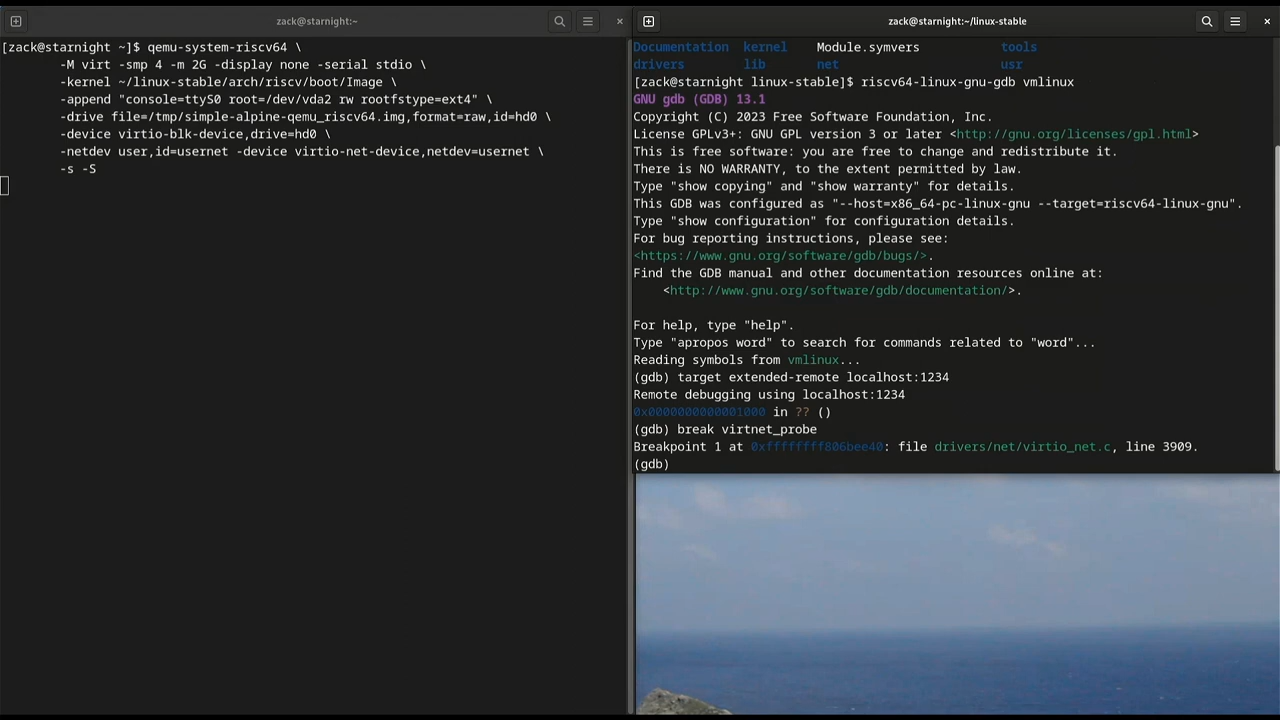 zack@starnight:~
[zack@starnight ~]$ qemu-system-riscv64 \
-M virt -smp 4 -m 2G -display none -serial stdio \
-kernel ~/linux-stable/arch/riscv/boot/Image \
-append "console=ttyS0 root=/dev/vda2 rw rootfstype=ext4" \
-drive file=/tmp/simple-alpine-qemu_riscv64.img,format=raw,id=hd0 \
-device virtio-blk-device,drive=hd0 \
-netdev user,id=usernet -device virtio-net-device,netdev=usernet \
-s -S
zack@starnight:~/linux-stable
Documentation kernel Module.symvers tools
drivers lib net usr
[zack@starnight linux-stable]$ riscv64-linux-gnu-gdb vmlinux
GNU gdb (GDB) 13.1
Copyright (C) 2023 Free Software Foundation, Inc.
License GPLv3+: GNU GPL version 3 or later <http://gnu.org/licenses/gpl.html>
This is free software: you are free to change and redistribute it.
There is NO WARRANTY, to the extent permitted by law.
Type "show copying" and "show warranty" for details.
This GDB was configured as "--host=x86_64-pc-linux-gnu --target=riscv64-linux-gnu".
Type "show configuration" for configuration details.
For bug reporting instructions, please see:
<https://www.gnu.org/software/gdb/bugs/>.
Find the GDB manual and other documentation resources online at:
<http://www.gnu.org/software/gdb/documentation/>.
For help, type "help".
Type "apropos word" to search for commands related to "word"...
Reading symbols from vmlinux...
(gdb) target extended-remote localhost:1234
Remote debugging using localhost:1234
0x0000000000001000 in ?? ()
(gdb) break virtnet_probe
Breakpoint 1 at 0xffffffff806bee40: file drivers/net/virtio_net.c, line 3909.
(gdb)